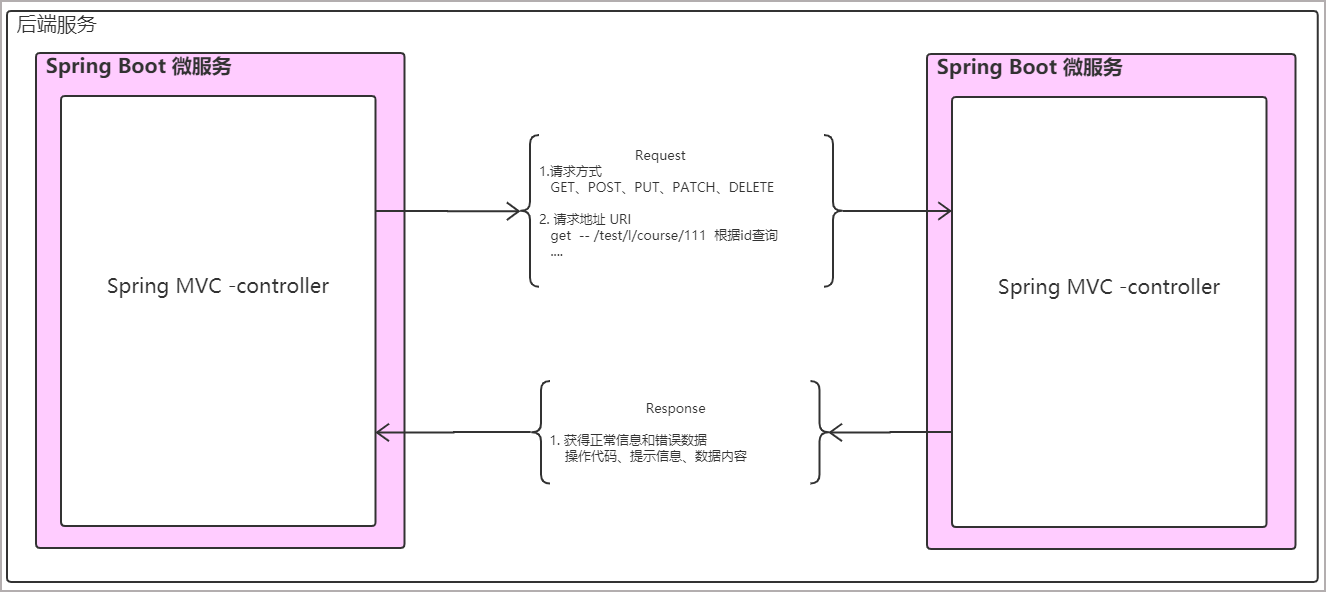 后端服务
Spring Boot 微服务
Spring MVC -controller
Request
1.请求方式
GET、POST、PUT、PATCH、DELETE
2. 请求地址 URI
get -- /test/l/course/111 根据id查询
....
Response
1. 获得正常信息和错误数据
操作代码、提示信息、数据内容
Spring Boot 微服务
Spring MVC -controller